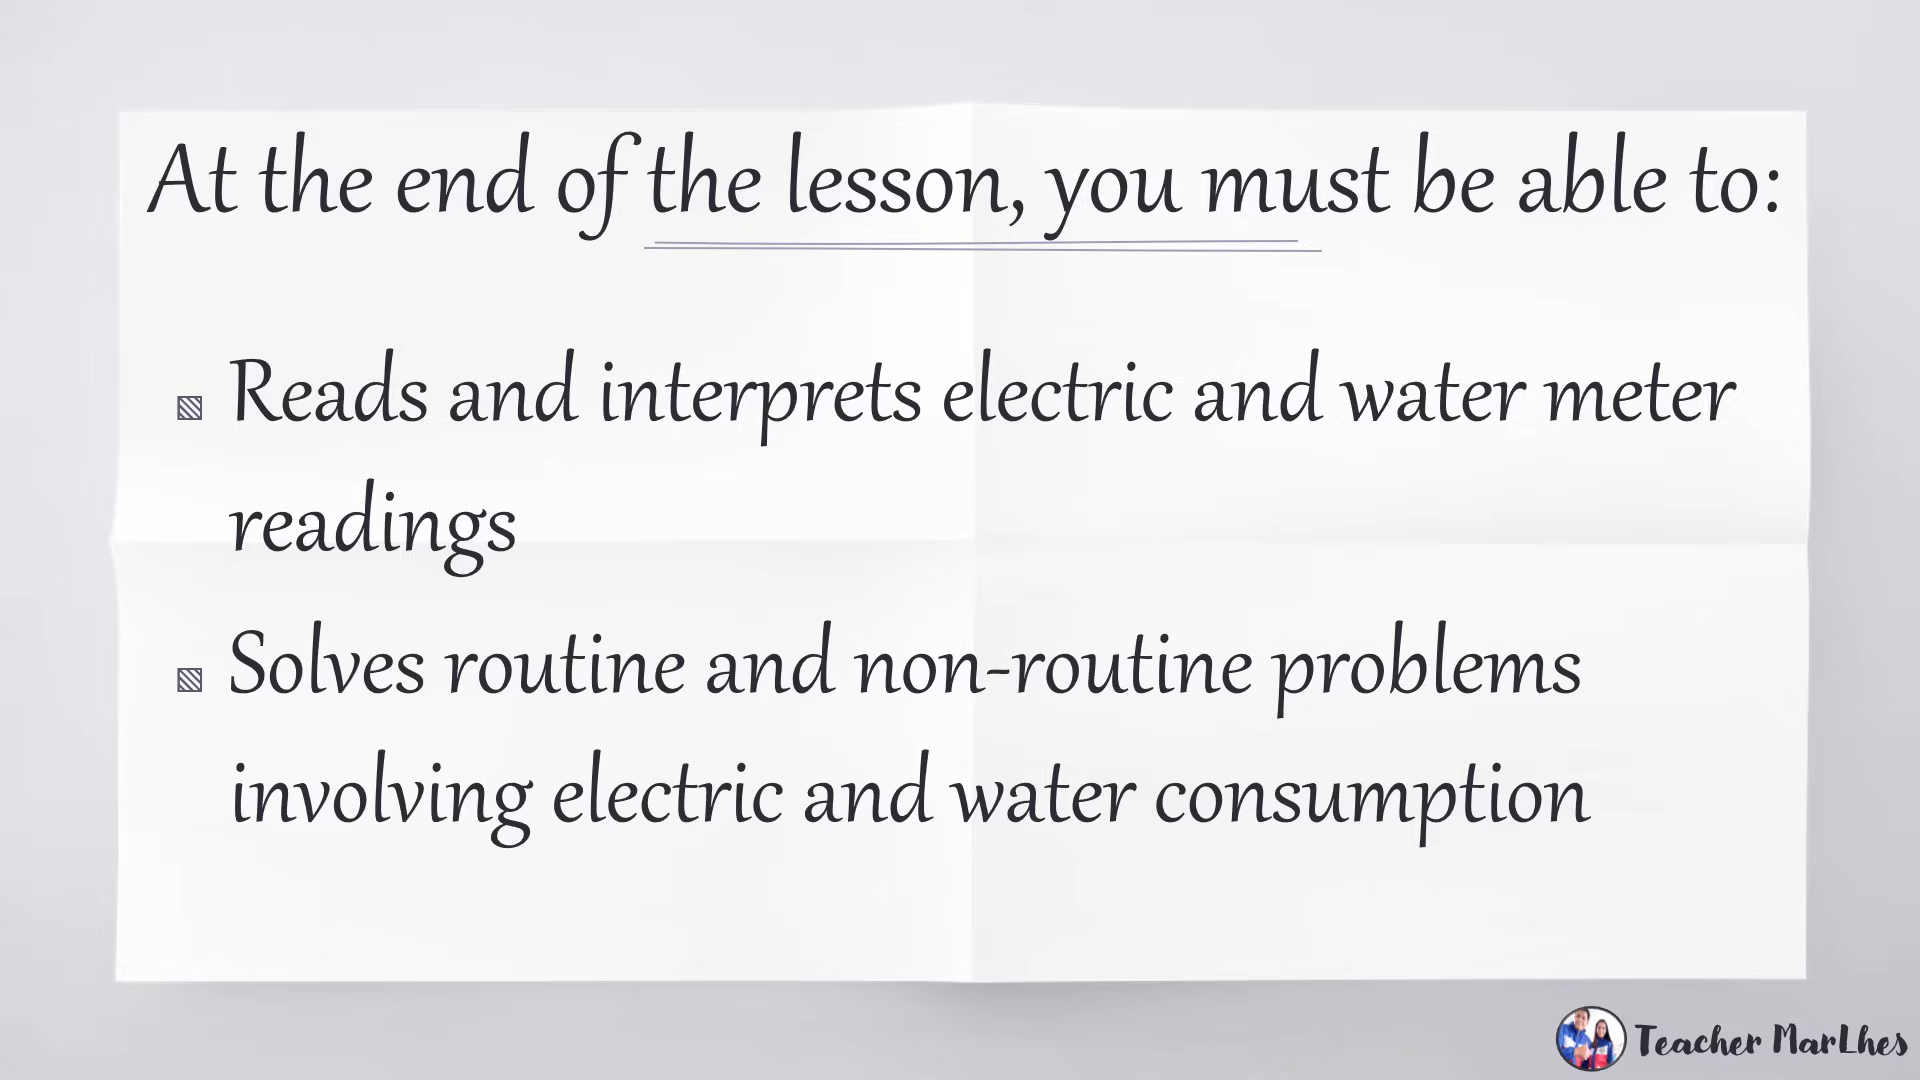 At the end of the lesson, you must be able to:
Reads and interprets electric and water meter
readings
Solves routine and non-routine problems
involving electric and water consumption
Teacher MarLhes